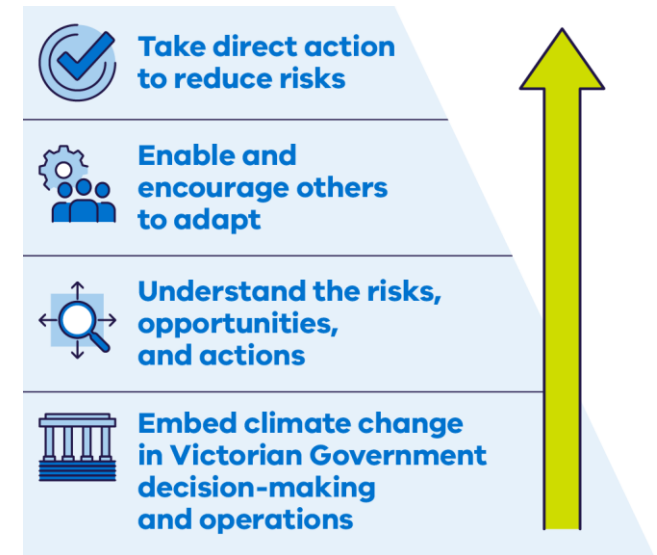 Take direct action
to reduce risks
Enable and
encourage others
to adapt
Understand the risks,
opportunities,
and actions
Embed climate change
in Victorian Government
decision-making
and operations